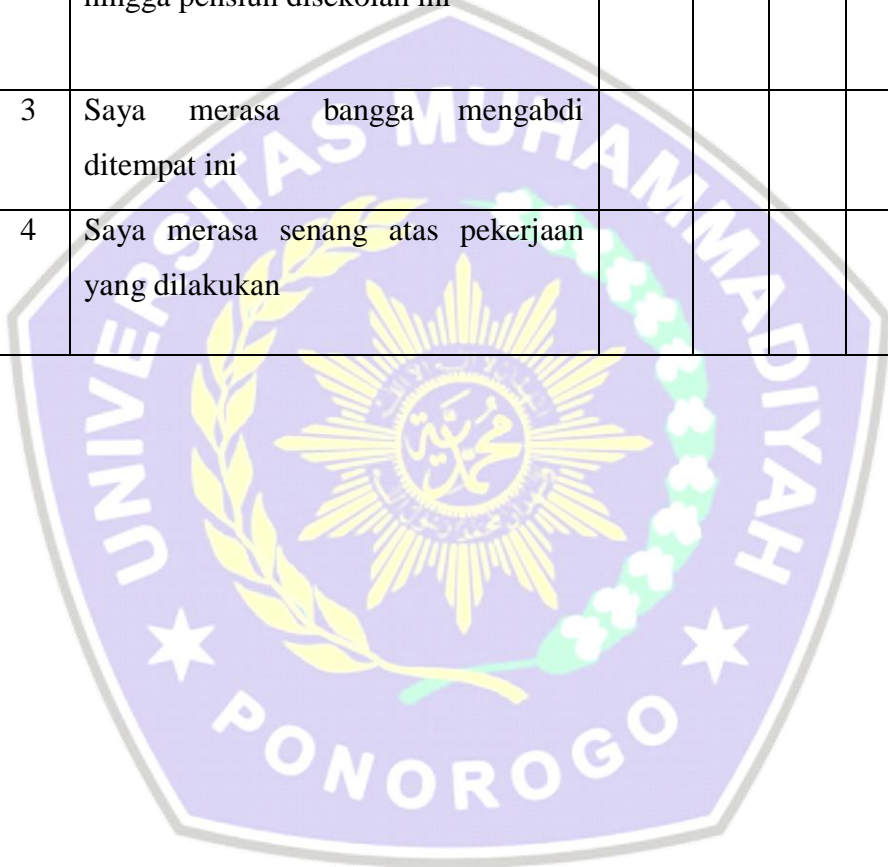 hingga pensiun disekolah ini
3 Saya merasa bangga mengabdi
ditempat ini
4 Saya merasa senang atas pekerjaan
yang dilakukan
UNIVERSITAS MUHAMMADIYAH
PONOROGO